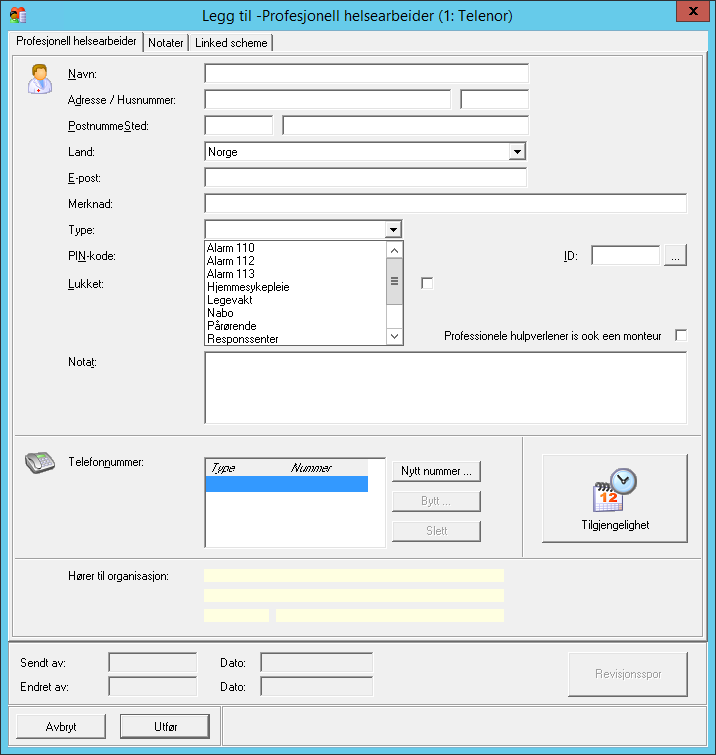 Legg til -Profesjonell helsearbeider (1: Telenor)
x
Profesjonell helsearbeider Notater Linked scheme
Navn:
Adresse / Husnummer:
PostnummeSted:
Land: Norge
E-post:
Merknad:
Type:
Alarm 110
Alarm 112
Alarm 113
Hjemmesykepleie
Legevakt
Nabo
Pårørende
Responssenter
PIN-kode:
ID: ...
Lukket:
Professionele hulpverlener is ook een monteur
Notat:
Telefonnummer:
Type Nummer
Nytt nummer ...
Bytt ...
Slett
12
Tilgjengelighet
Hører til organisasjon:
Sendt av: Dato:
Endret av: Dato:
Revisjonsspor
Avbryt Utfør